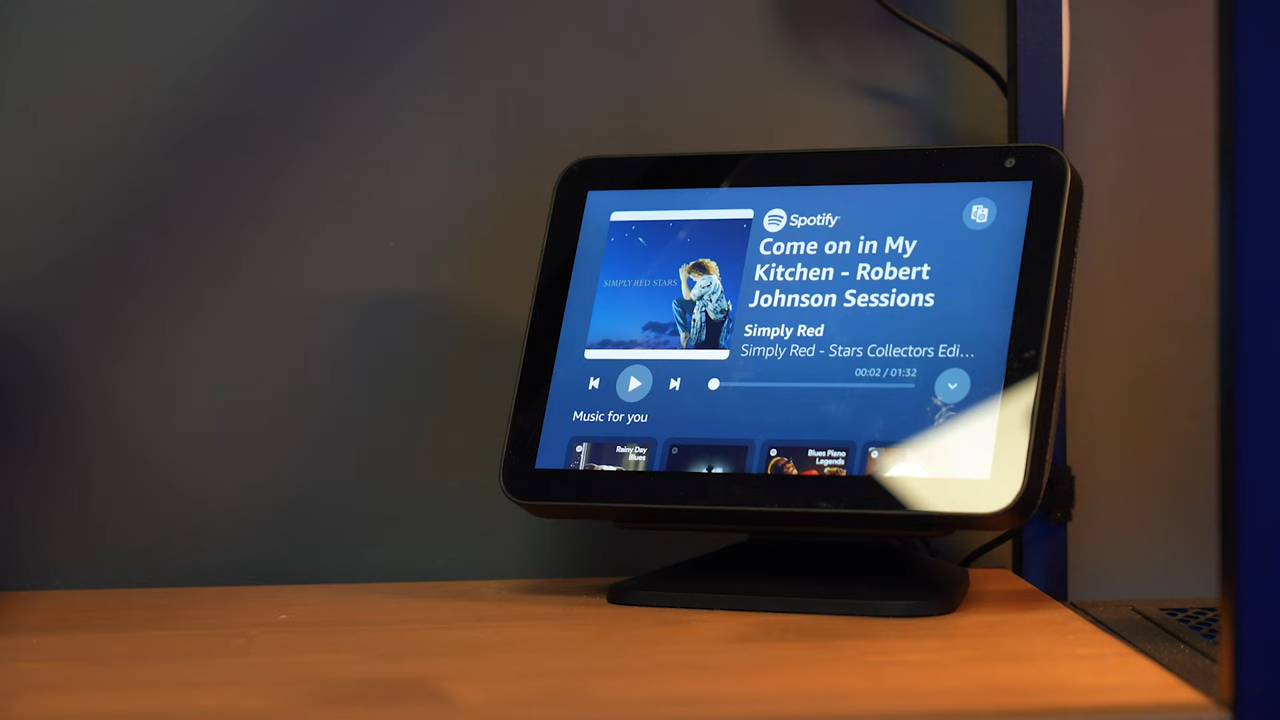 Spotify
Come on in My
Kitchen - Robert
Johnson Sessions
SIMPLY RED STARS
Simply Red
Simply Red - Stars Collectors Edi...
00:02 / 01:32
Music for you
Rainy Day
Blues
Blues Piano
Legends